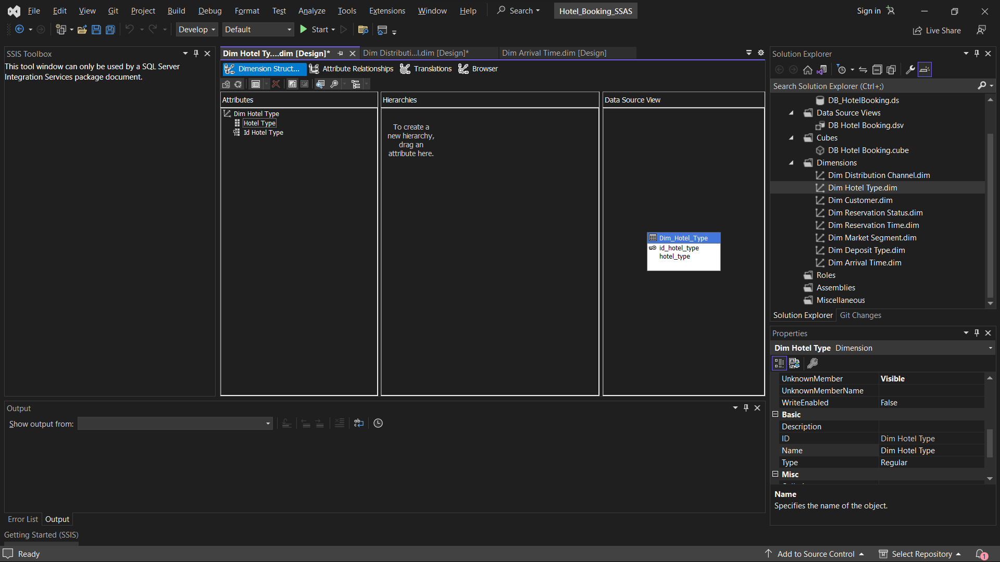 File Edit View Git Project Build Debug Format Test Analyze Tools Extensions Window Help Search Hotel_Booking_SSAS Sign in
Develop Default Start Live Share
SSIS Toolbox
This tool window can only be used by a SQL Server
Integration Services package document.
Dim Hotel Ty....dim [Design]* Dim Distributi...l.dim [Design]* Dim Arrival Time.dim [Design]
Dimension Struct... Attribute Relationships Translations Browser
Attributes
Dim Hotel Type
Hotel Type
Id Hotel Type
Hierarchies
To create a
new hierarchy,
drag an
attribute here.
Data Source View
Dim_Hotel_Type
id_hotel_type
hotel_type
Solution Explorer
Search Solution Explorer (Ctrl+;)
DB_HotelBooking.ds
Data Source Views
DB Hotel Booking.dsv
Cubes
DB Hotel Booking.cube
Dimensions
Dim Distribution Channel.dim
Dim Hotel Type.dim
Dim Customer.dim
Dim Reservation Status.dim
Dim Reservation Time.dim
Dim Market Segment.dim
Dim Deposit Type.dim
Dim Arrival Time.dim
Roles
Assemblies
Miscellaneous
Solution Explorer Git Changes
Properties
Dim Hotel Type Dimension
UnknownMember Visible
UnknownMemberName
WriteEnabled False
Basic
Description
ID Dim Hotel Type
Name Dim Hotel Type
Type Regular
Misc
Name
Specifies the name of the object.
Output
Show output from:
Error List Output
Getting Started (SSIS)
Ready Add to Source Control Select Repository 1